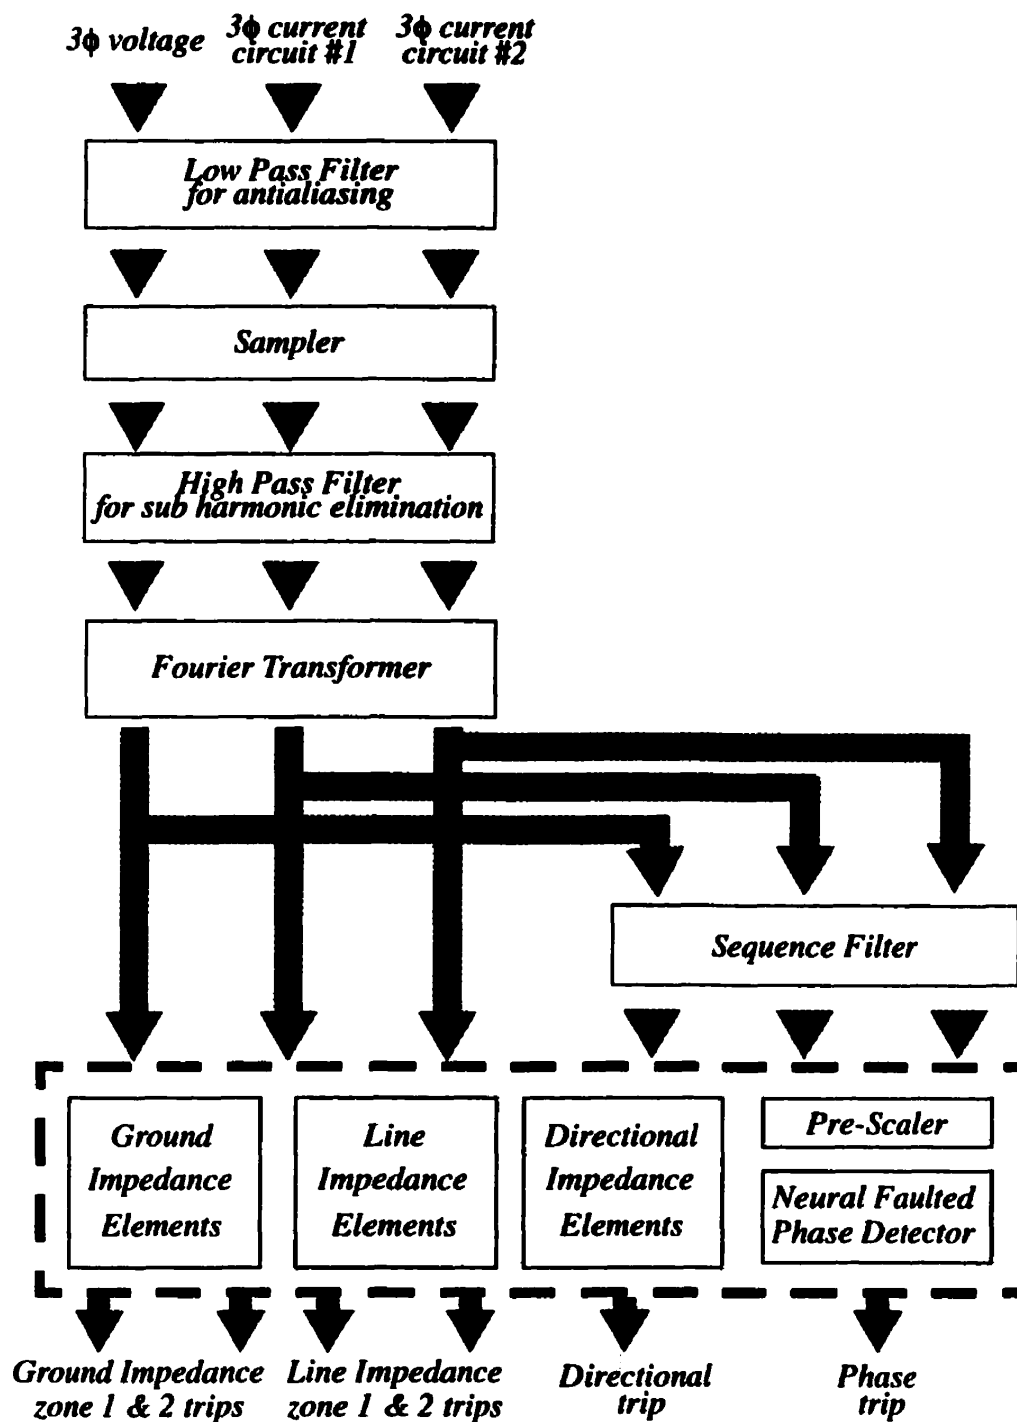 3ϕ voltage
3ϕ current
circuit #1
3ϕ current
circuit #2
Low Pass Filter
for antialiasing
Sampler
High Pass Filter
for sub harmonic elimination
Fourier Transformer
Sequence Filter
Ground
Impedance
Elements
Line
Impedance
Elements
Directional
Impedance
Elements
Pre-Scaler
Neural Faulted
Phase Detector
Ground Impedance
zone 1 & 2 trips
Line Impedance
zone 1 & 2 trips
Directional
trip
Phase
trip